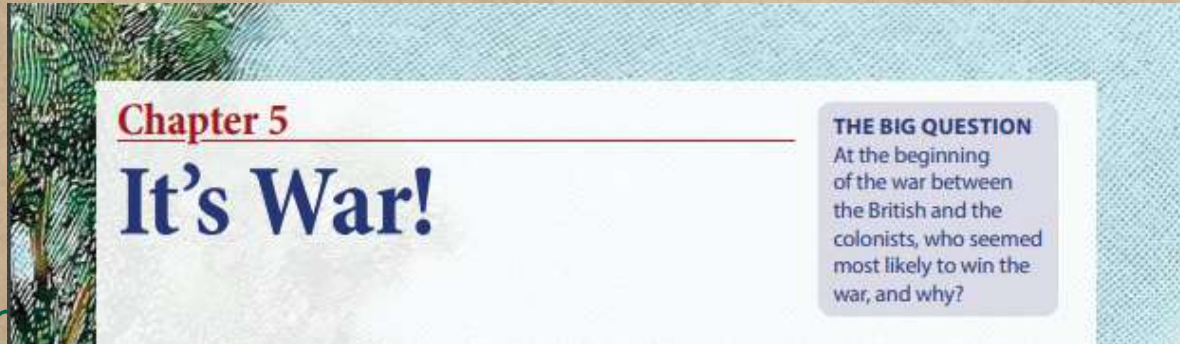 Chapter 5
It's War!
THE BIG QUESTION
At the beginning
of the war between
the British and the
colonists, who seemed
most likely to win the
war, and why?